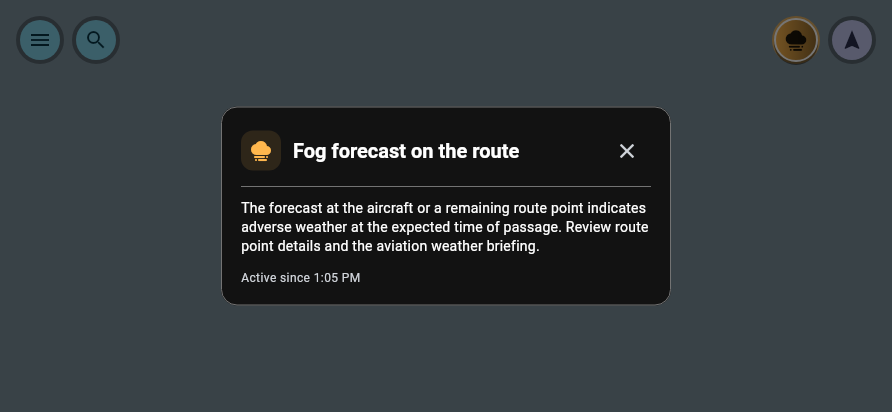 Fog forecast on the route
The forecast at the aircraft or a remaining route point indicates
adverse weather at the expected time of passage. Review route
point details and the aviation weather briefing.
Active since 1:05 PM